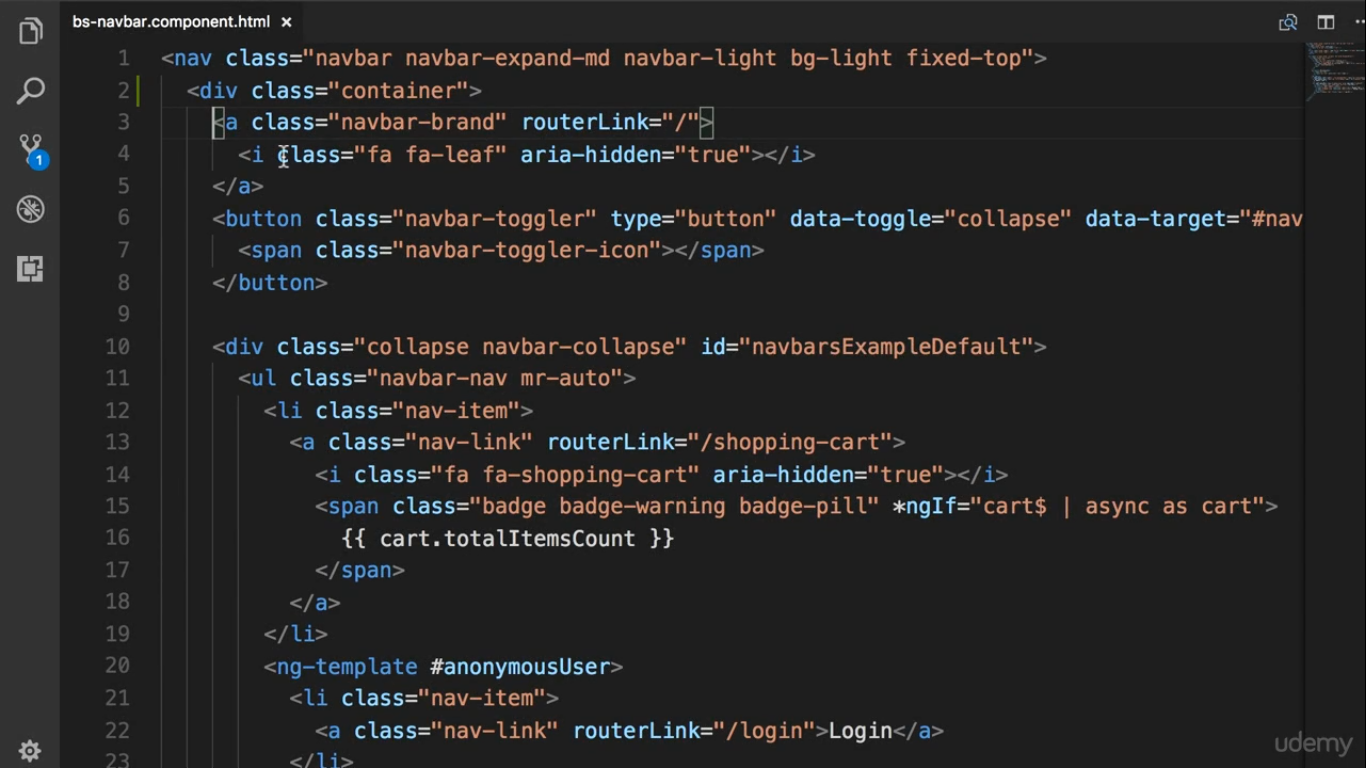 bs-navbar.component.html ×
1 <nav class="navbar navbar-expand-md navbar-light bg-light fixed-top">
2 <div class="container">
3 <a class="navbar-brand" routerLink="/">
4 <i class="fa fa-leaf" aria-hidden="true"></i>
5 </a>
6 <button class="navbar-toggler" type="button" data-toggle="collapse" data-target="#nav
7 <span class="navbar-toggler-icon"></span>
8 </button>
9
10 <div class="collapse navbar-collapse" id="navbarsExampleDefault">
11 <ul class="navbar-nav mr-auto">
12 <li class="nav-item">
13 <a class="nav-link" routerLink="/shopping-cart">
14 <i class="fa fa-shopping-cart" aria-hidden="true"></i>
15 <span class="badge badge-warning badge-pill" *ngIf="cart$ | async as cart">
16 {{ cart.totalItemsCount }}
17 </span>
18 </a>
19 </li>
20 <ng-template #anonymousUser>
21 <li class="nav-item">
22 <a class="nav-link" routerLink="/login">Login</a>
23 </li>
1
udemy